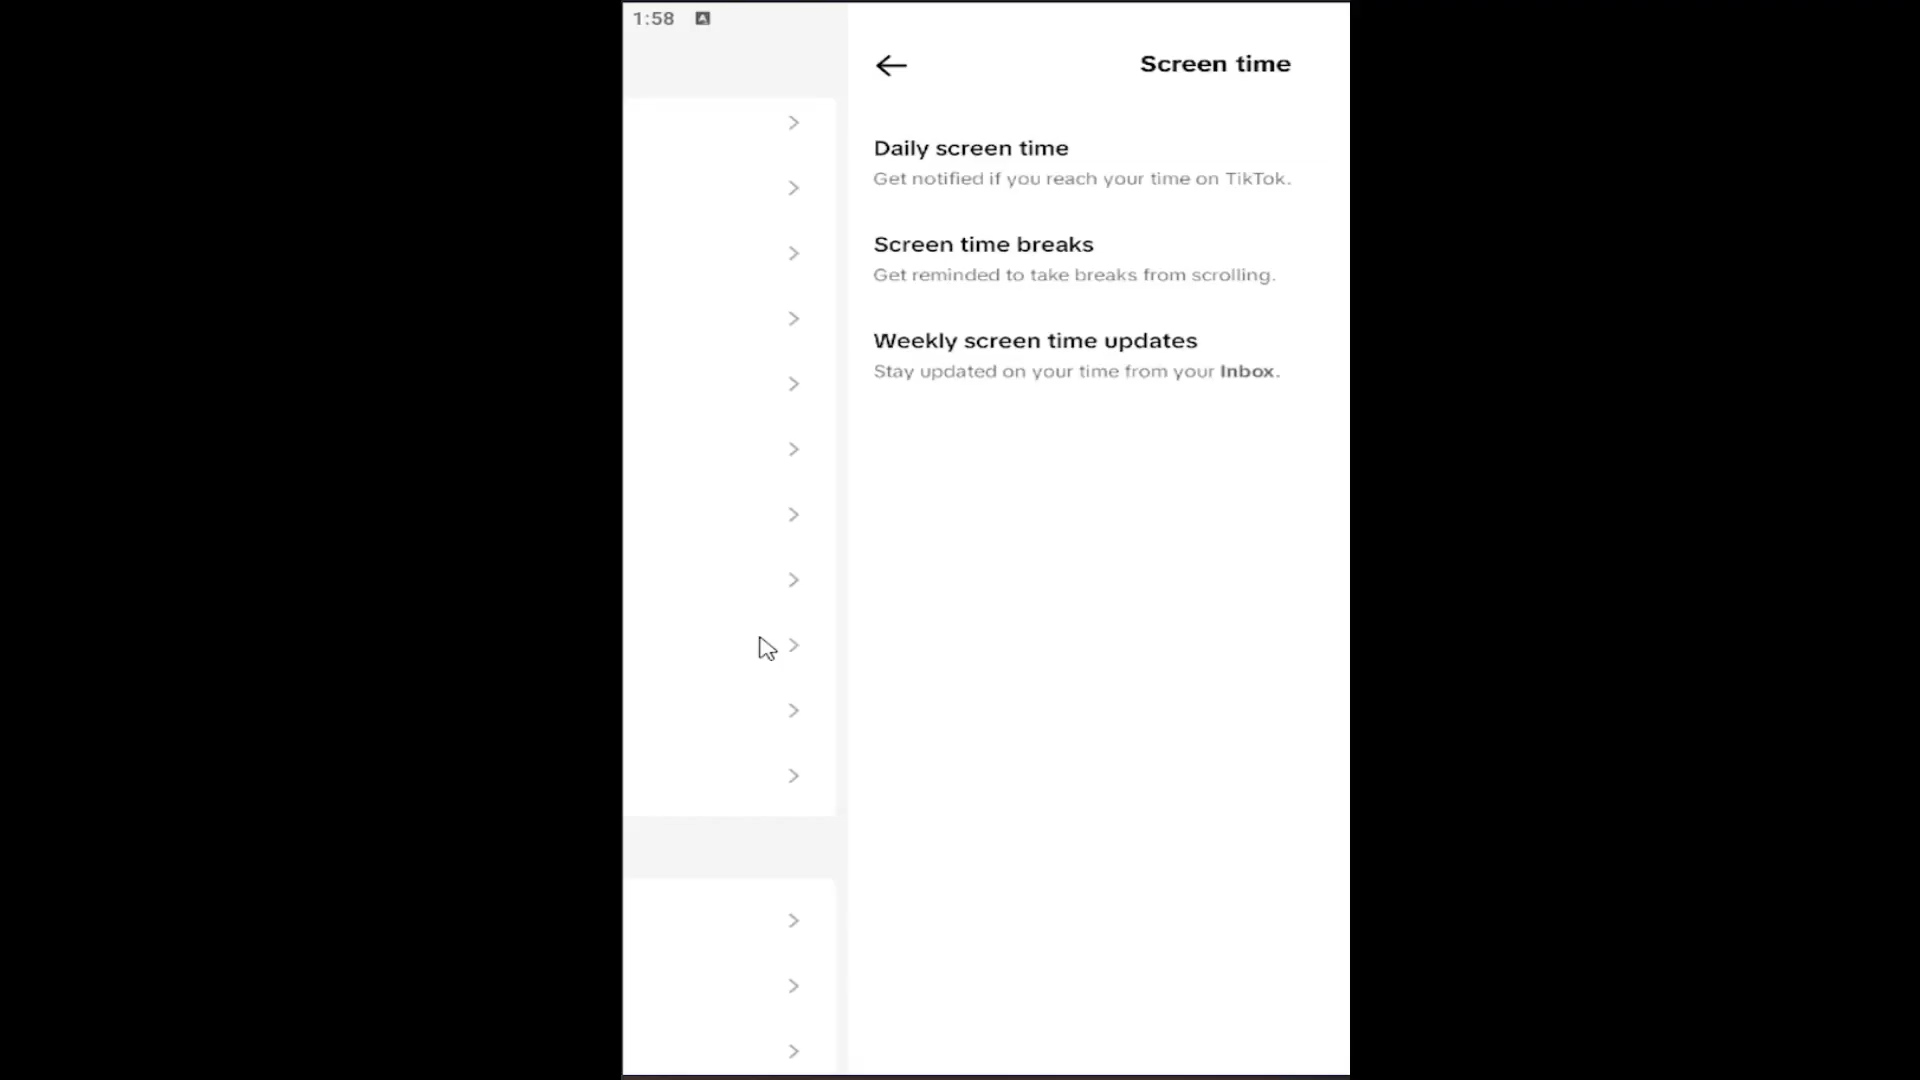 1:58
Screen time
Daily screen time
Get notified if you reach your time on TikTok.
Screen time breaks
Get reminded to take breaks from scrolling.
Weekly screen time updates
Stay updated on your time from your Inbox.